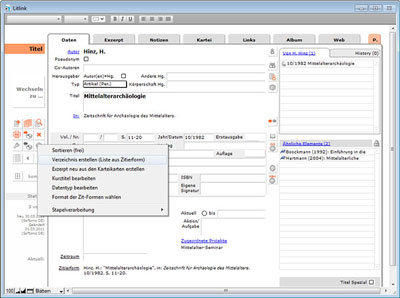 Litlink
B I U
Titel
Daten Exzerpt Notizen Kartei Links Album Web P.
Autor Hinz, H.
Pseudonym
Co-Autoren
Herausgeber Autor(en)=Hg. Andere Hg.
Typ Artikel (Per.) Körperschaft Hg.
Titel Mittelalterarchäologie
In: Zeitschrift für Archäologie des Mittelalters.
Wechseln
zu ...
Vol. / Nr. / S. 11-20 Jahr/Datum 10/1982 Erstausgabe
Auflage
ISBN
Eigene
Signatur
Sortieren (frei)
Verzeichnis erstellen (Liste aus Zitierform)
Exzerpt neu aus den Karteikarten erstellen
Kurztitel bearbeiten
Datentyp bearbeiten
Format der Zit-Formen wählen
Stapelverarbeitung
Aktuell bis
Aktion/
Aufgabe
Zugeordnete Projekte
Mittelalter-Seminar
Zeitraum
Zitierform Hinz, H.: "Mittelalterarchäologie". in: Zeitschrift für Archäologie des Mittelalters.
10/1982. S. 11-20.
Aktuell:
Von Hinz, H. (1) History (0)
10/1982 Mittelalterarchäologie
Ähnliche Elemente (2)
Boockmann (1992): Einführung in die
Hartmann (2004): Mittelalterliche
Titel Spezial
100 Blättern